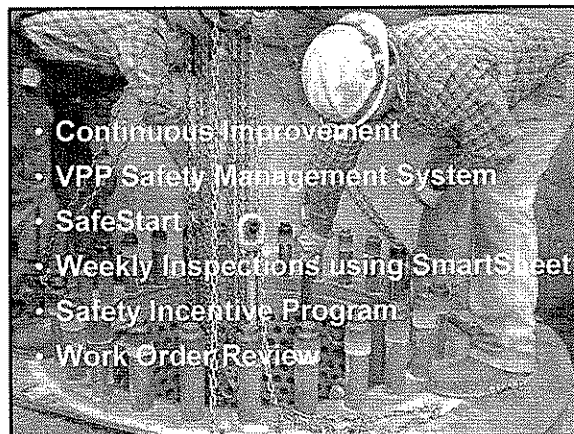 • Continuous Improvement
• VPP Safety Management System
• SafeStart
• Weekly Inspections using SmartSheet
• Safety Incentive Program
• Work Order Review